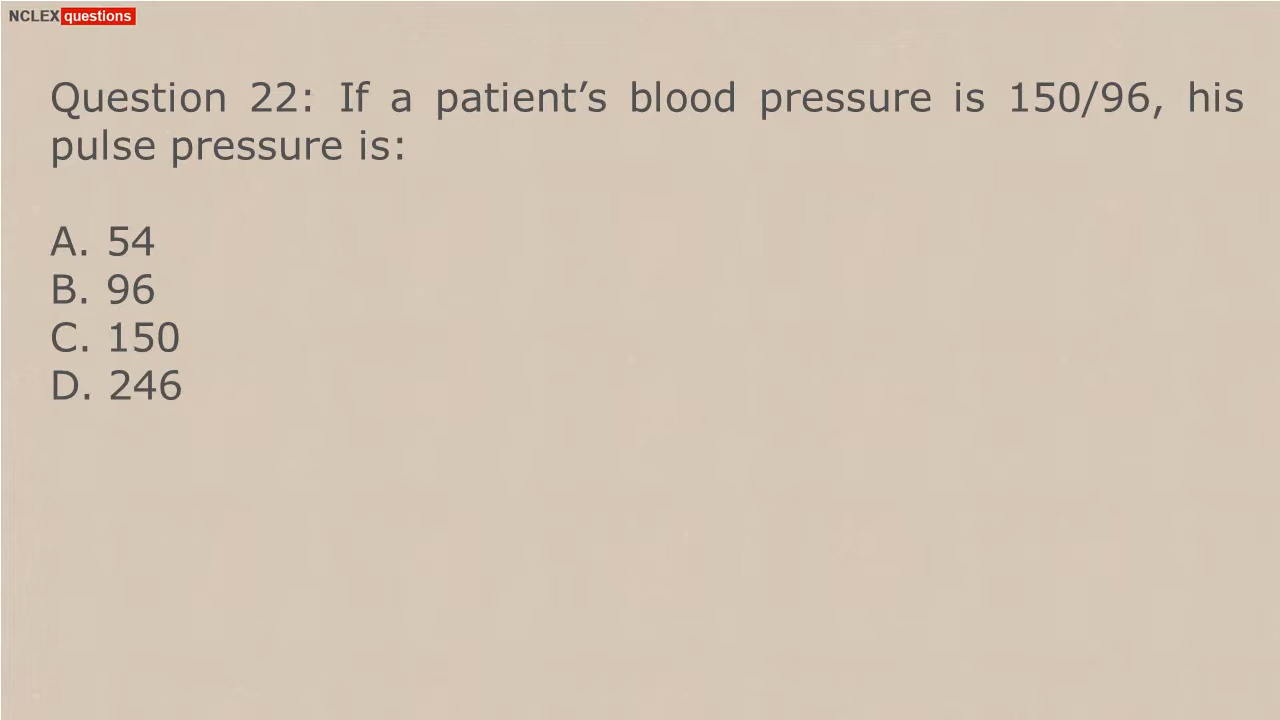 NCLEX questions
Question 22: If a patient’s blood pressure is 150/96, his
pulse pressure is:
A. 54
B. 96
C. 150
D. 246